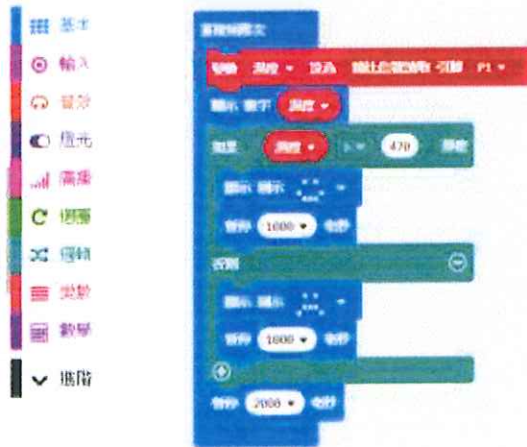 基本
輸入
音效
燈光
廣播
迴圈
邏輯
變數
數學
進階
重複無限次
變數 濕度 設為 類比信號讀取 引腳 P1
顯示 數字 濕度
如果 濕度 470 那麼
顯示 圖示
暫停 1000 毫秒
否則
顯示 圖示
暫停 1000 毫秒
暫停 2000 毫秒